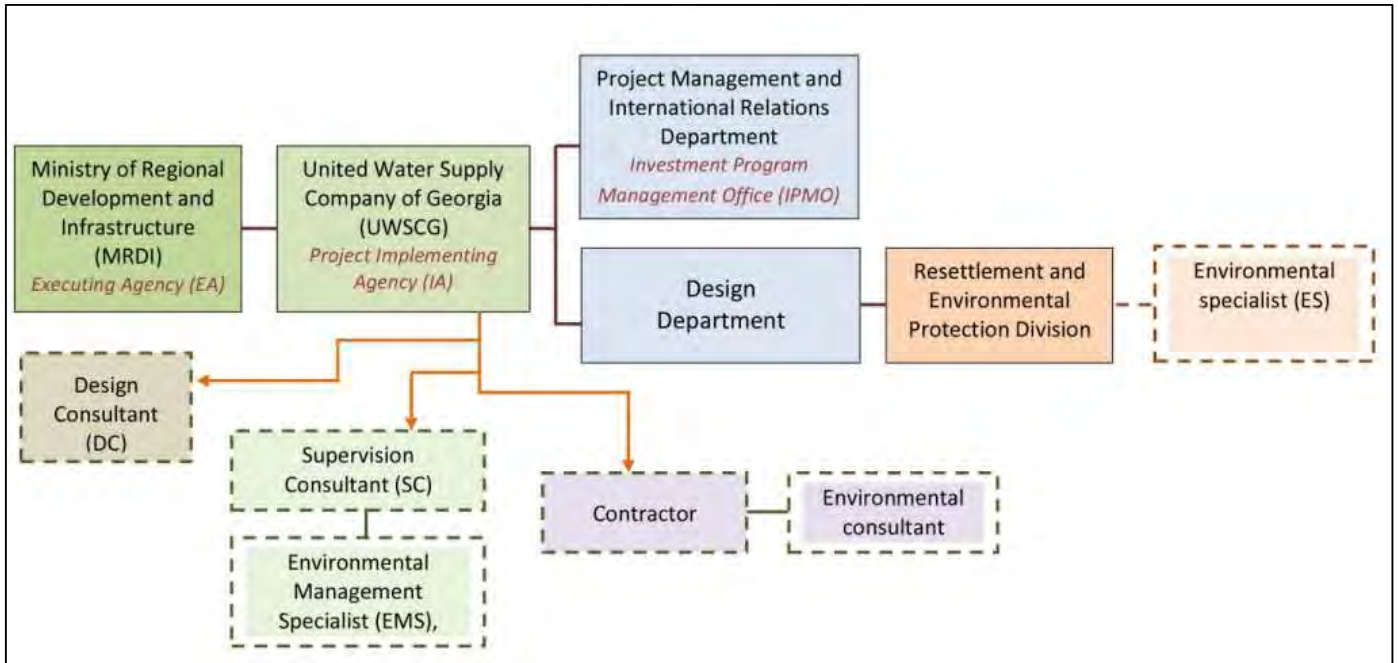 Project Management and
International Relations
Department
Investment Program
Management Office (IPMO)
Ministry of Regional
Development and
Infrastructure
(MRDI)
Executing Agency (EA)
United Water Supply
Company of Georgia
(UWSCG)
Project Implementing
Agency (IA)
Design
Department
Resettlement and
Environmental
Protection Division
Environmental
specialist (ES)
Design
Consultant
(DC)
Supervision
Consultant (SC)
Contractor
Environmental
consultant
Environmental
Management
Specialist (EMS),